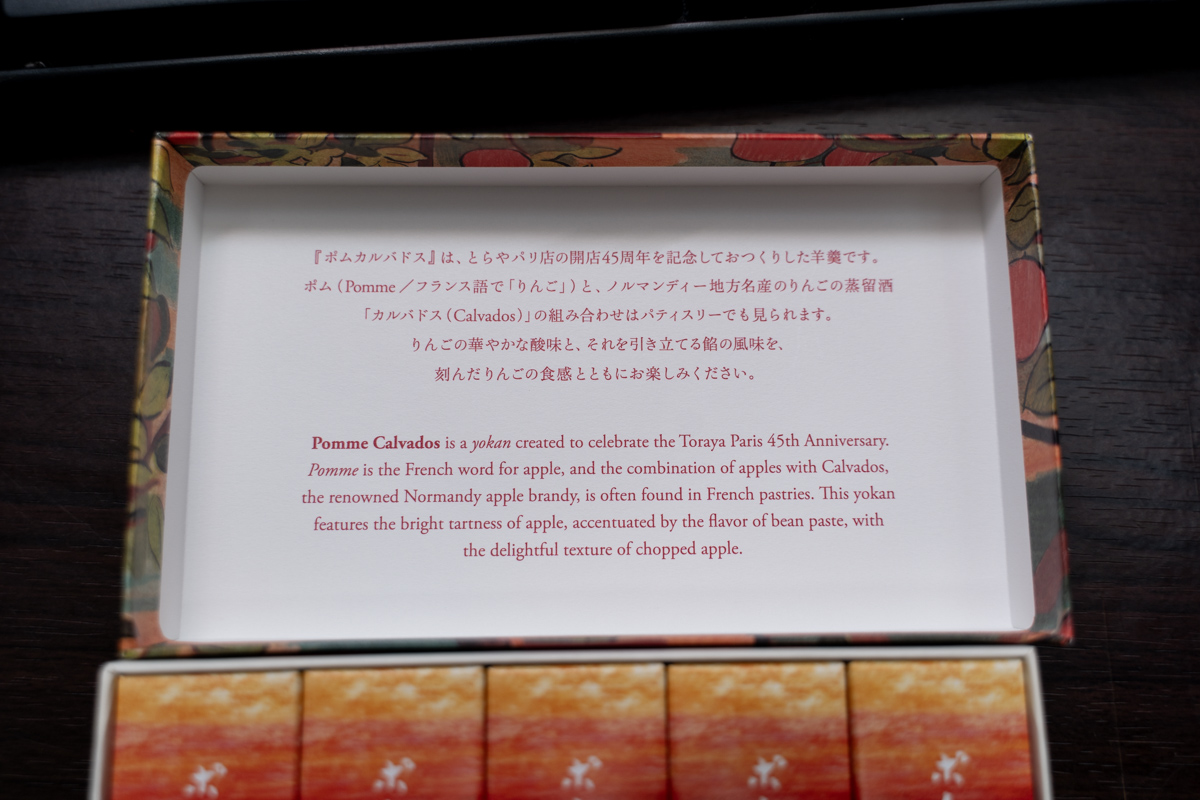 『ポムカルバドス』は、とらやパリ店の開店45周年を記念しておつくりした羊羹です。
ポム(Pomme／フランス語で「りんご」)と、ノルマンディー地方名産のりんごの蒸留酒
「カルバドス(Calvados)」の組み合わせはパティスリーでも見られます。
りんごの華やかな酸味と、それを引き立てる餡の風味を、
刻んだりんごの食感とともにお楽しみください。
Pomme Calvados is a yokan created to celebrate the Toraya Paris 45th Anniversary.
Pomme is the French word for apple, and the combination of apples with Calvados,
the renowned Normandy apple brandy, is often found in French pastries. This yokan
features the bright tartness of apple, accentuated by the flavor of bean paste, with
the delightful texture of chopped apple.
ポ
ポ
ポ
ポ
ポ